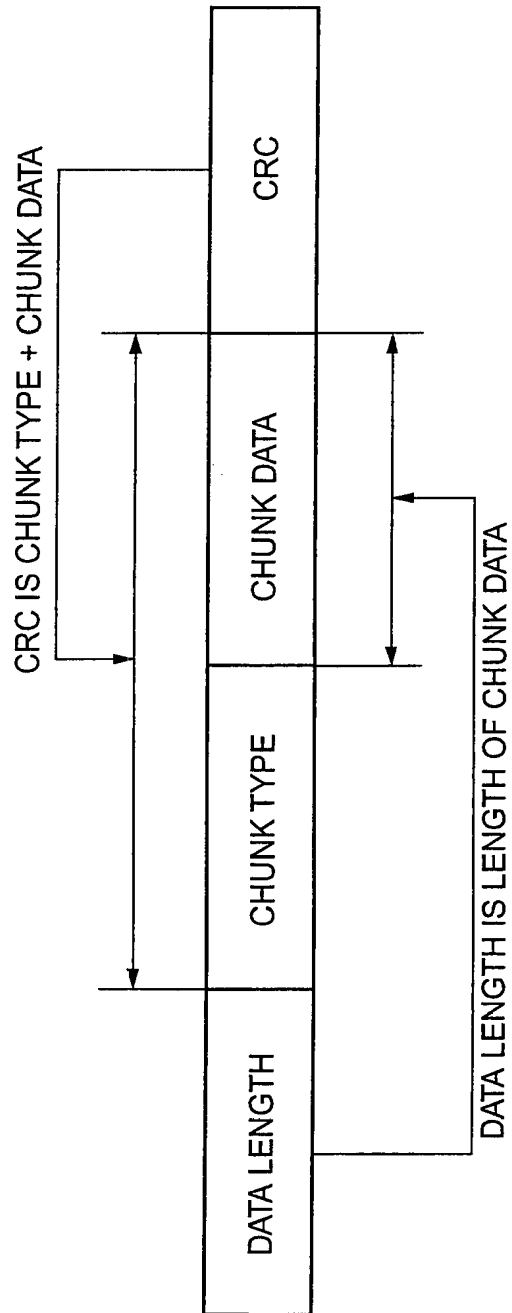 CRC IS CHUNK TYPE + CHUNK DATA
DATA LENGTH
CHUNK TYPE
CHUNK DATA
CRC
DATA LENGTH IS LENGTH OF CHUNK DATA